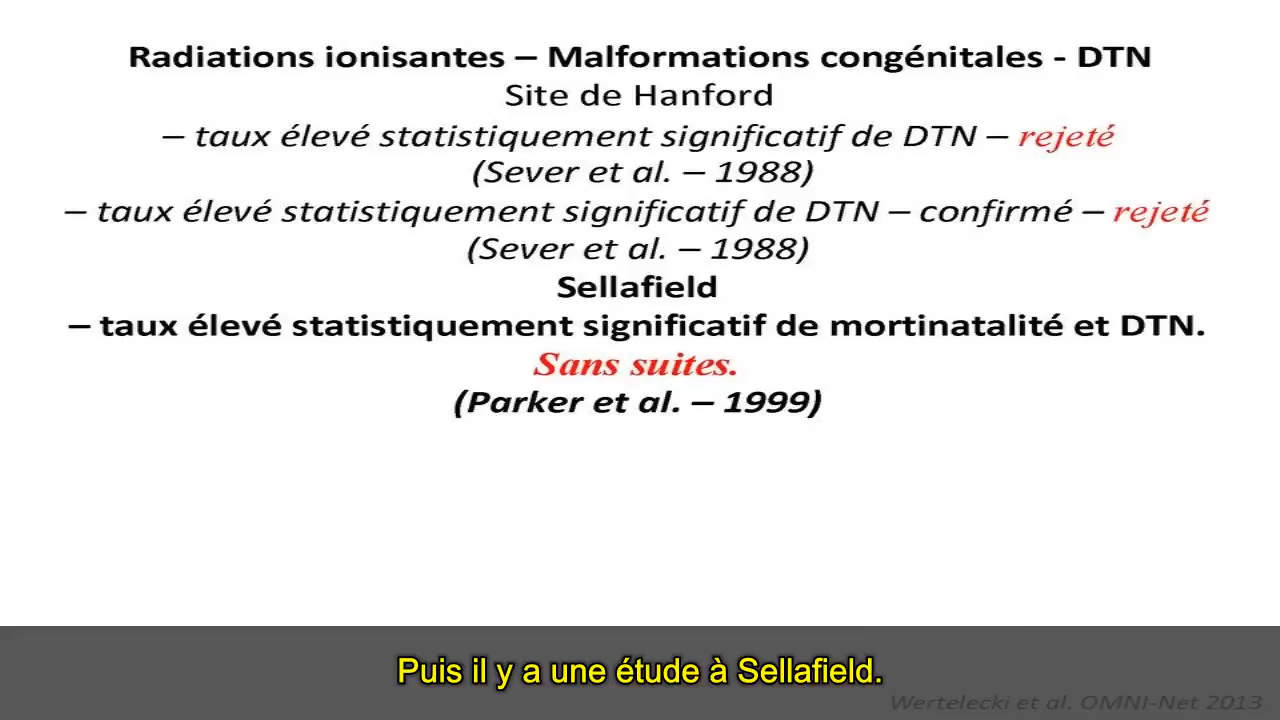 Radiations ionisantes – Malformations congénitales - DTN
Site de Hanford
– taux élevé statistiquement significatif de DTN – rejeté
(Sever et al. – 1988)
– taux élevé statistiquement significatif de DTN – confirmé – rejeté
(Sever et al. – 1988)
Sellafield
– taux élevé statistiquement significatif de mortinatalité et DTN.
Sans suites.
(Parker et al. – 1999)
Puis il y a une étude à Sellafield.
Wertelecki et al. OMNI-Net 2013